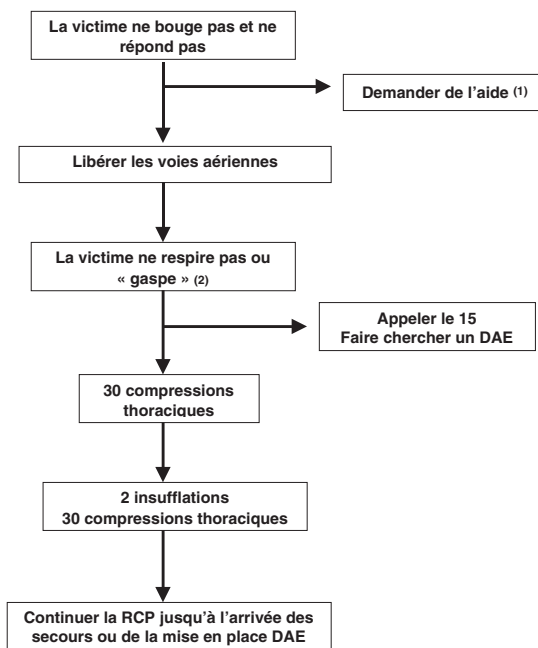 La victime ne bouge pas et ne
répond pas
Demander de l'aide (1)
Libérer les voies aériennes
La victime ne respire pas ou
« gaspe » (2)
Appeler le 15
Faire chercher un DAE
30 compressions
thoraciques
2 insufflations
30 compressions thoraciques
Continuer la RCP jusqu'à l'arrivée des
secours ou de la mise en place DAE